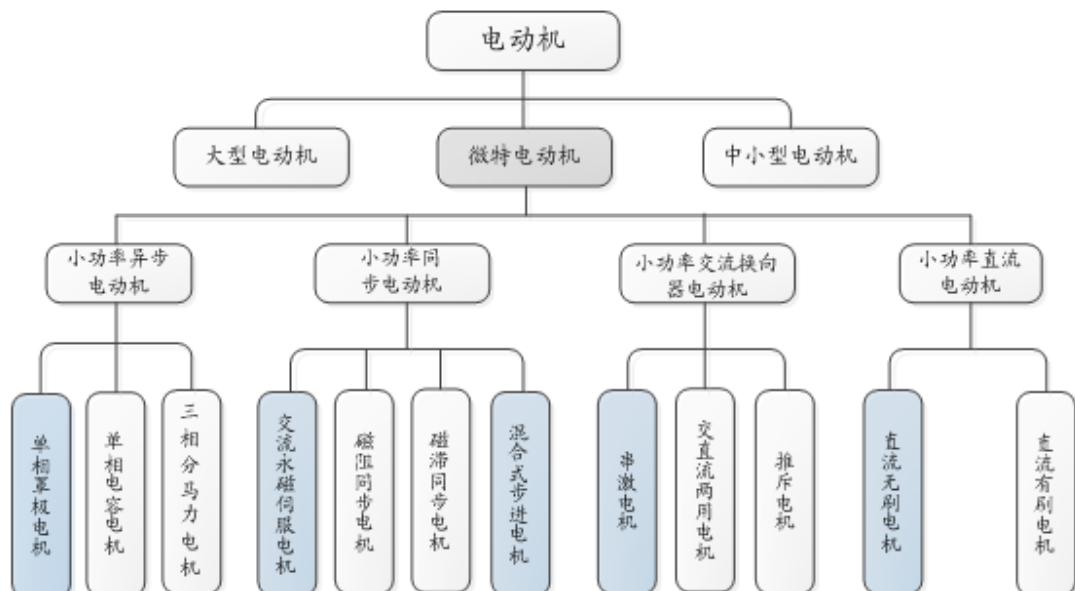 电动机
大型电动机
微特电动机
中小型电动机
小功率异步
电动机
小功率同
步电动机
小功率交流换向
器电动机
小功率直流
电动机
单相罩极电机
单相电容电机
三相分马力电机
交流永磁伺服电机
磁阻同步电机
磁滞同步电机
混合式步进电机
串激电机
交直流两用电机
推斥电机
直流无刷电机
直流有刷电机